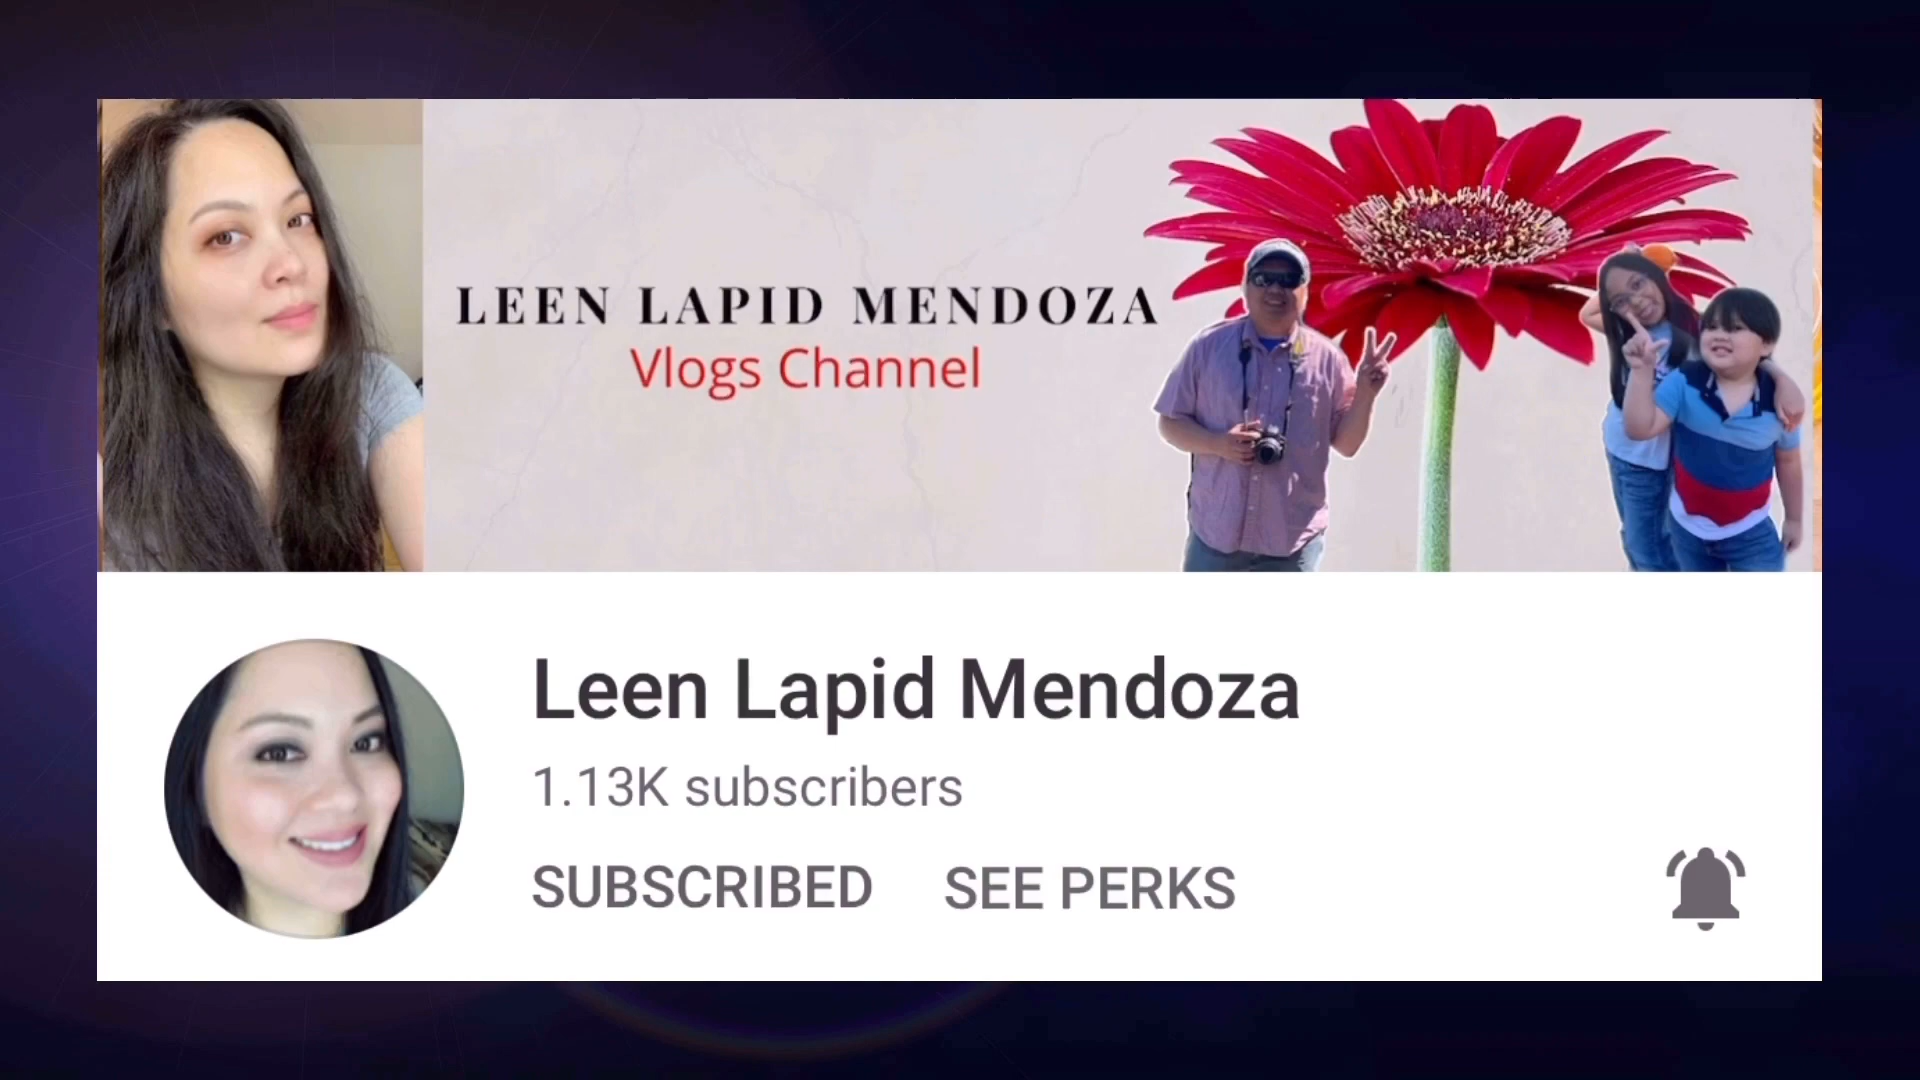 LEEN LAPID MENDOZA
Vlogs Channel
Leen Lapid Mendoza
1.13K subscribers
SUBSCRIBED SEE PERKS